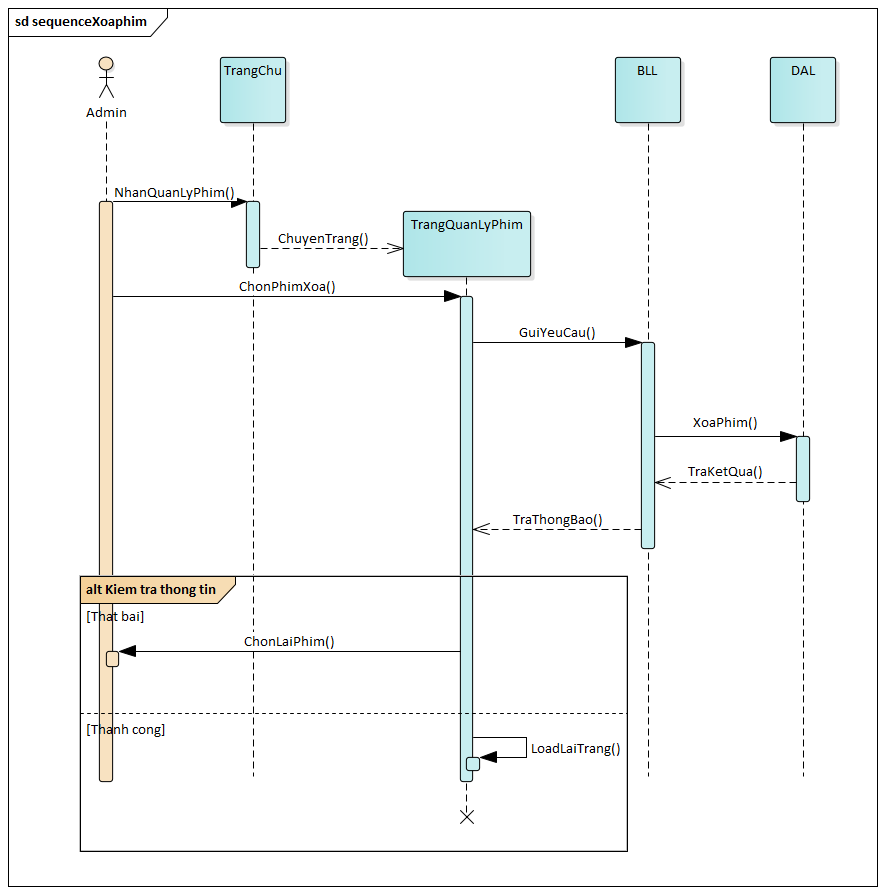 sd sequenceXoaphim
TrangChu
BLL
DAL
Admin
NhanQuanLyPhim()
TrangQuanLyPhim
ChuyenTrang()
ChonPhimXoa()
GuiYeuCau()
XoaPhim()
TraKetQua()
TraThongBao()
alt Kiem tra thong tin
[That bai]
ChonLaiPhim()
[Thanh cong]
LoadLaiTrang()